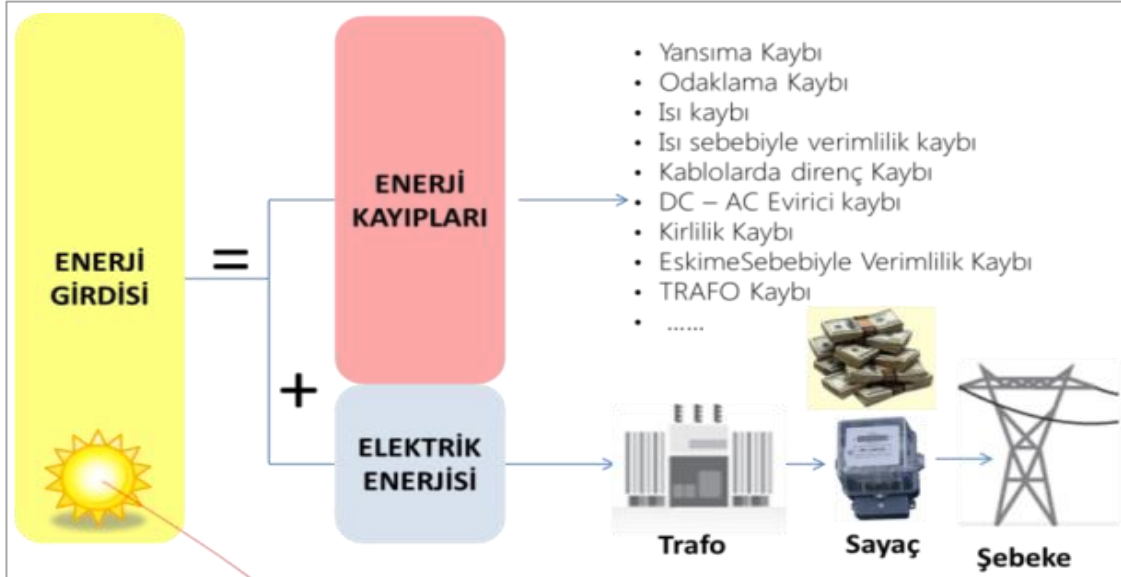 ENERJİ
GİRDİSİ
=
+
ENERJİ
KAYIPLARI
ELEKTRİK
ENERJİSİ
• Yansıma Kaybı
• Odaklama Kaybı
• Isı kaybı
• Isı sebebiyle verimlilik kaybı
• Kablolarda direnç Kaybı
• DC – AC Evirici kaybı
• Kirlilik Kaybı
• EskimeSebebiyle Verimlilik Kaybı
• TRAFO Kaybı
• ......
Trafo
Sayaç
Şebeke